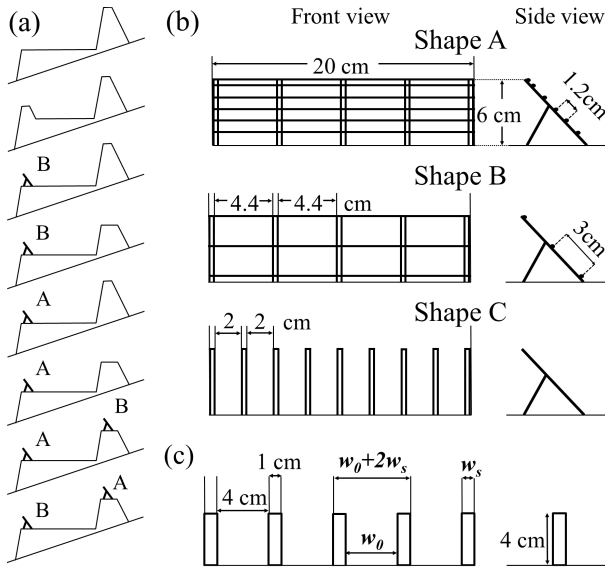 (a)
B
B
A
A
B
A
A
B
(b)
Front view
Side view
Shape A
20 cm
6 cm
1.2cm
Shape B
4.4 4.4 cm
3cm
Shape C
2 2 cm
(c)
1 cm
4 cm
w0+2ws
w0
ws
4 cm